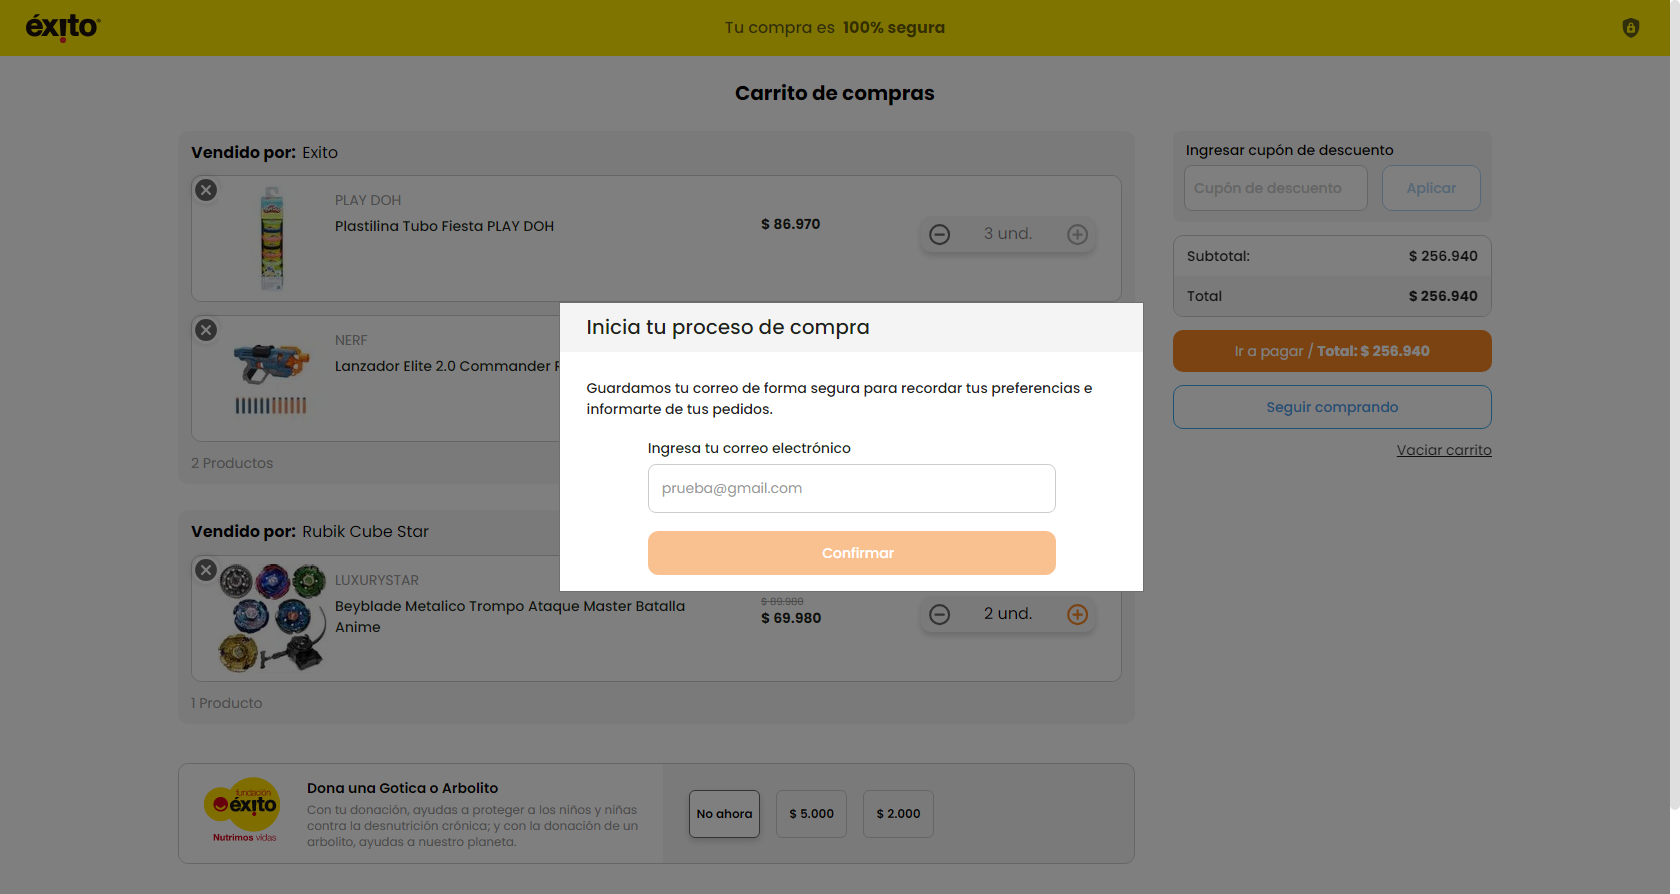 éxito
Tu compra es 100% segura
Carrito de compras
Vendido por: Exito
PLAY DOH
Plastilina Tubo Fiesta PLAY DOH
$ 86.970
3 und.
NERF
Lanzador Elite 2.0 Commander
2 Productos
Vendido por: Rubik Cube Star
LUXURYSTAR
Beyblade Metalico Trompo Ataque Master Batalla
Anime
$ 89.980
$ 69.980
2 und.
1 Producto
fundación
éxito
Nutrimos vidas
Dona una Gotica o Arbolito
Con tu donación, ayudas a proteger a los niños y niñas
contra la desnutrición crónica; y con la donación de un
arbolito, ayudas a nuestro planeta.
No ahora
$ 5.000
$ 2.000
Ingresar cupón de descuento
Cupón de descuento
Aplicar
Subtotal: $ 256.940
Total $ 256.940
Ir a pagar / Total: $ 256.940
Seguir comprando
Vaciar carrito
Inicia tu proceso de compra
Guardamos tu correo de forma segura para recordar tus preferencias e
informarte de tus pedidos.
Ingresa tu correo electrónico
prueba@gmail.com
Confirmar